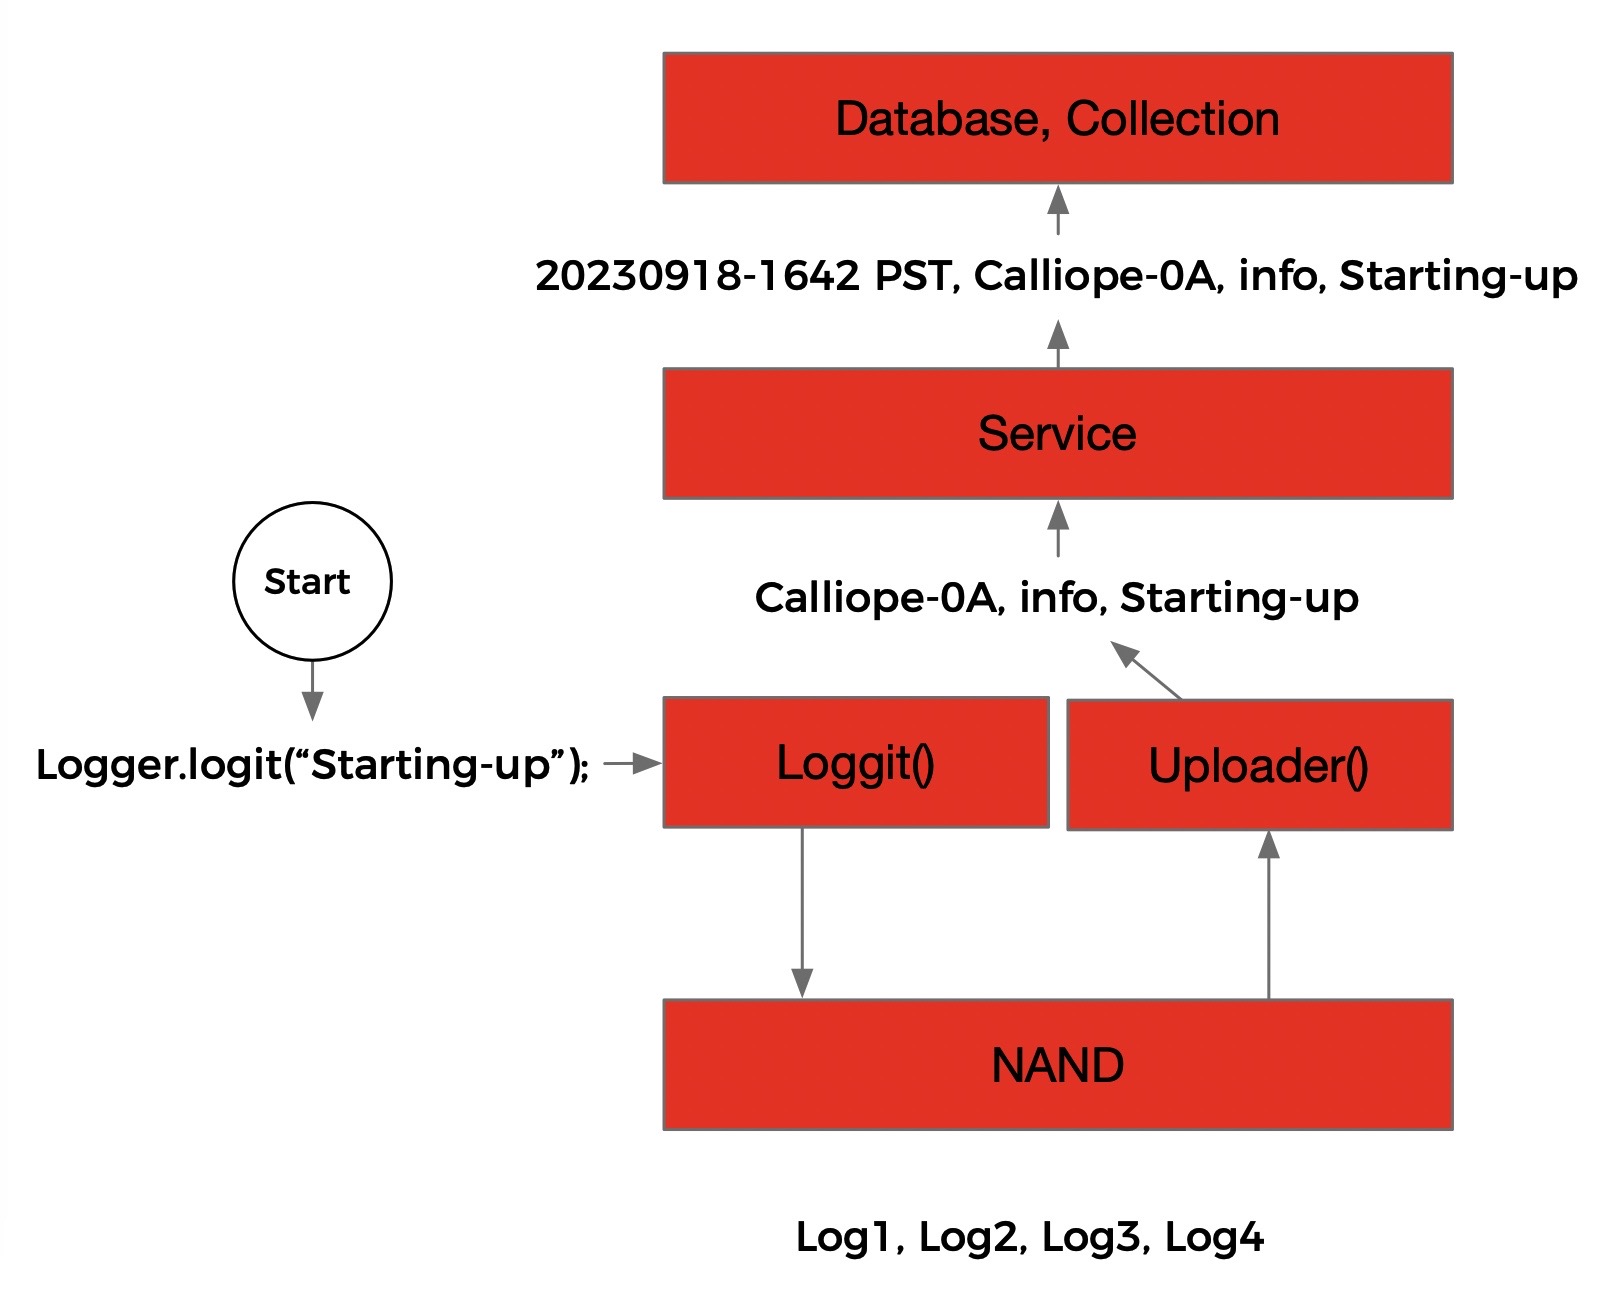 Database, Collection
20230918-1642 PST, Calliope-0A, info, Starting-up
Service
Start
Calliope-0A, info, Starting-up
Logger.logit(“Starting-up”);
Loggit()
Uploader()
NAND
Log1, Log2, Log3, Log4